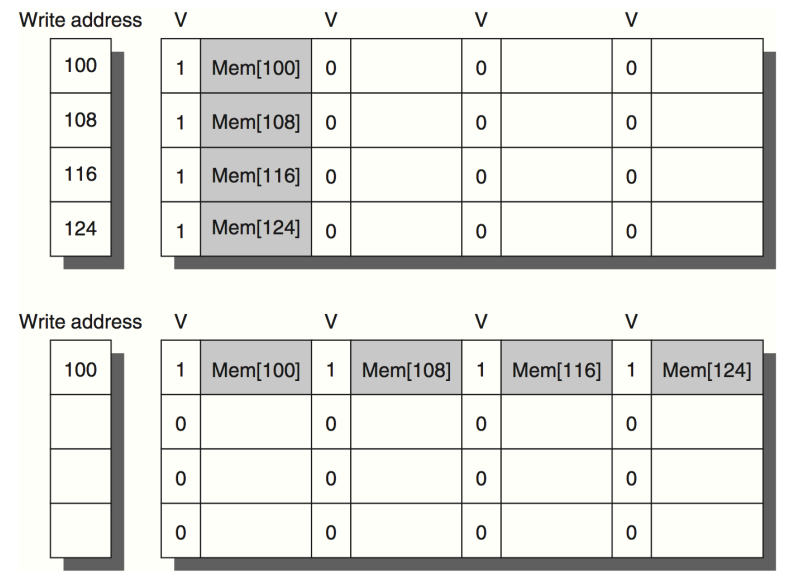 Write address V V V V
100 1 Mem[100] 0 0 0
108 1 Mem[108] 0 0 0
116 1 Mem[116] 0 0 0
124 1 Mem[124] 0 0 0
Write address V V V V
100 1 Mem[100] 1 Mem[108] 1 Mem[116] 1 Mem[124]
0 0 0 0
0 0 0 0
0 0 0 0